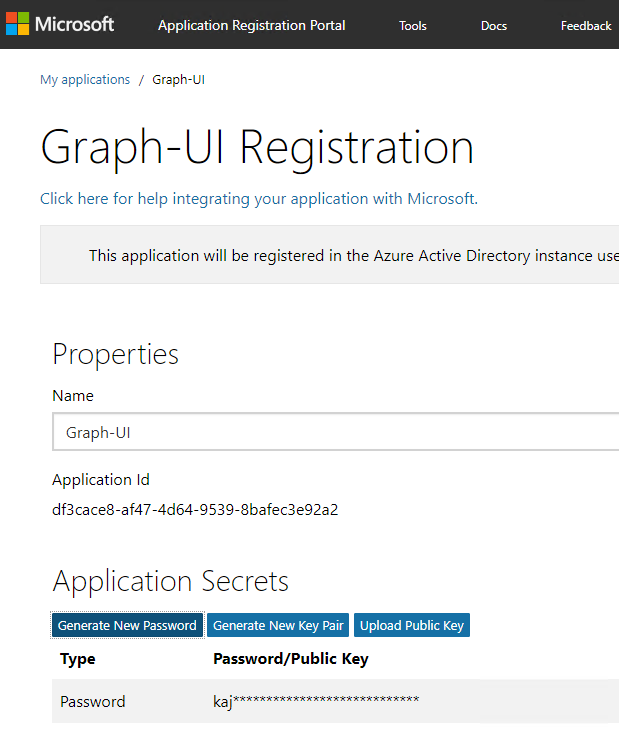 Microsoft Application Registration Portal Tools Docs Feedback
My applications / Graph-UI
Graph-UI Registration
Click here for help integrating your application with Microsoft.
This application will be registered in the Azure Active Directory instance use
Properties
Name
Graph-UI
Application Id
df3cace8-af47-4d64-9539-8bafec3e92a2
Application Secrets
Generate New Password Generate New Key Pair Upload Public Key
Type Password/Public Key
Password kaj****************************